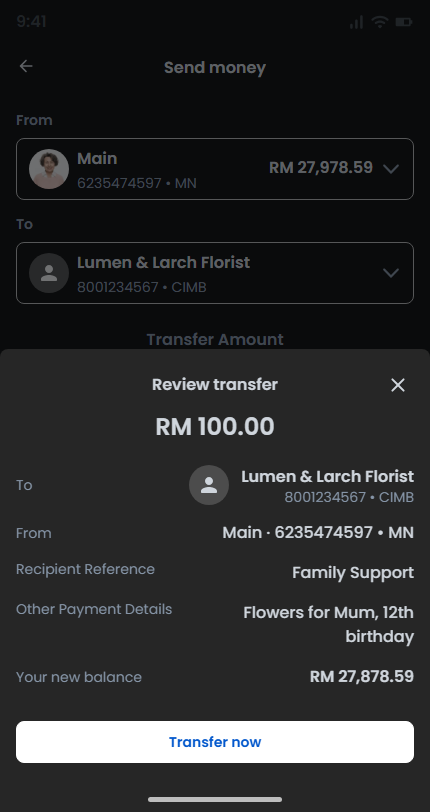 9:41
Send money
From
Main
RM 27,978.59
6235474597 • MN
To
Lumen & Larch Florist
8001234567 • CIMB
Transfer Amount
Review transfer
RM 100.00
To
Lumen & Larch Florist
8001234567 • CIMB
From
Main · 6235474597 • MN
Recipient Reference
Family Support
Other Payment Details
Flowers for Mum, 12th
birthday
Your new balance
RM 27,878.59
Transfer now